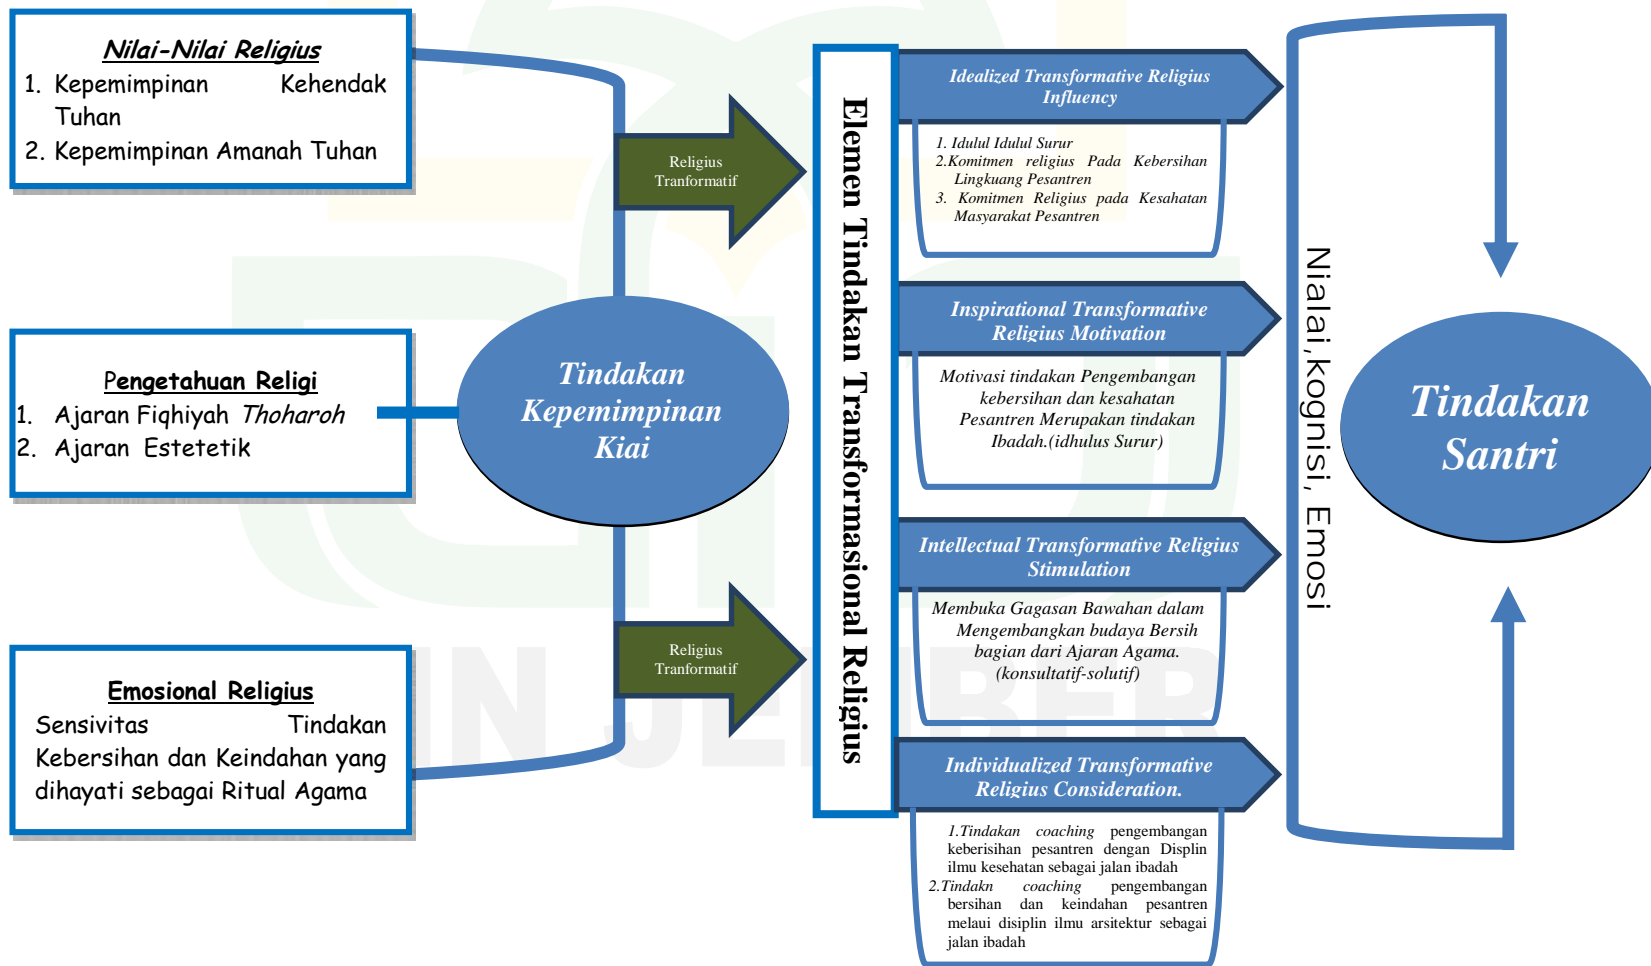 Nilai-Nilai Religius
1. Kepemimpinan Kehendak
Tuhan
2. Kepemimpinan Amanah Tuhan
Pengetahuan Religi
1. Ajaran Fiqhiyah Thoharoh
2. Ajaran Estetetik
Emosional Religius
Sensivitas Tindakan
Kebersihan dan Keindahan yang
dihayati sebagai Ritual Agama
Tindakan
Kepemimpinan
Kiai
Religius
Tranformatif
Religius
Tranformatif
Elemen Tindakan Transformasional Religius
Idealized Transformative Religius
Influency
1. Idulul Idulul Surur
2.Komitmen religius Pada Kebersihan
Lingkuang Pesantren
3. Komitmen Religius pada Kesahatan
Masyarakat Pesantren
Inspirational Transformative
Religius Motivation
Motivasi tindakan Pengembangan
kebersihan dan kesahatan
Pesantren Merupakan tindakan
Ibadah.(idhulus Surur)
Intellectual Transformative Religius
Stimulation
Membuka Gagasan Bawahan dalam
Mengembangkan budaya Bersih
bagian dari Ajaran Agama.
(konsultatif-solutif)
Individualized Transformative
Religius Consideration.
1.Tindakan coaching pengembangan
keberisihan pesantren dengan Displin
ilmu kesehatan sebagai jalan ibadah
2.Tindakn coaching pengembangan
bersihan dan keindahan pesantren
melaui disiplin ilmu arsitektur sebagai
jalan ibadah
Nialai,kognisi, Emosi
Tindakan
Santri
IN JEMBER